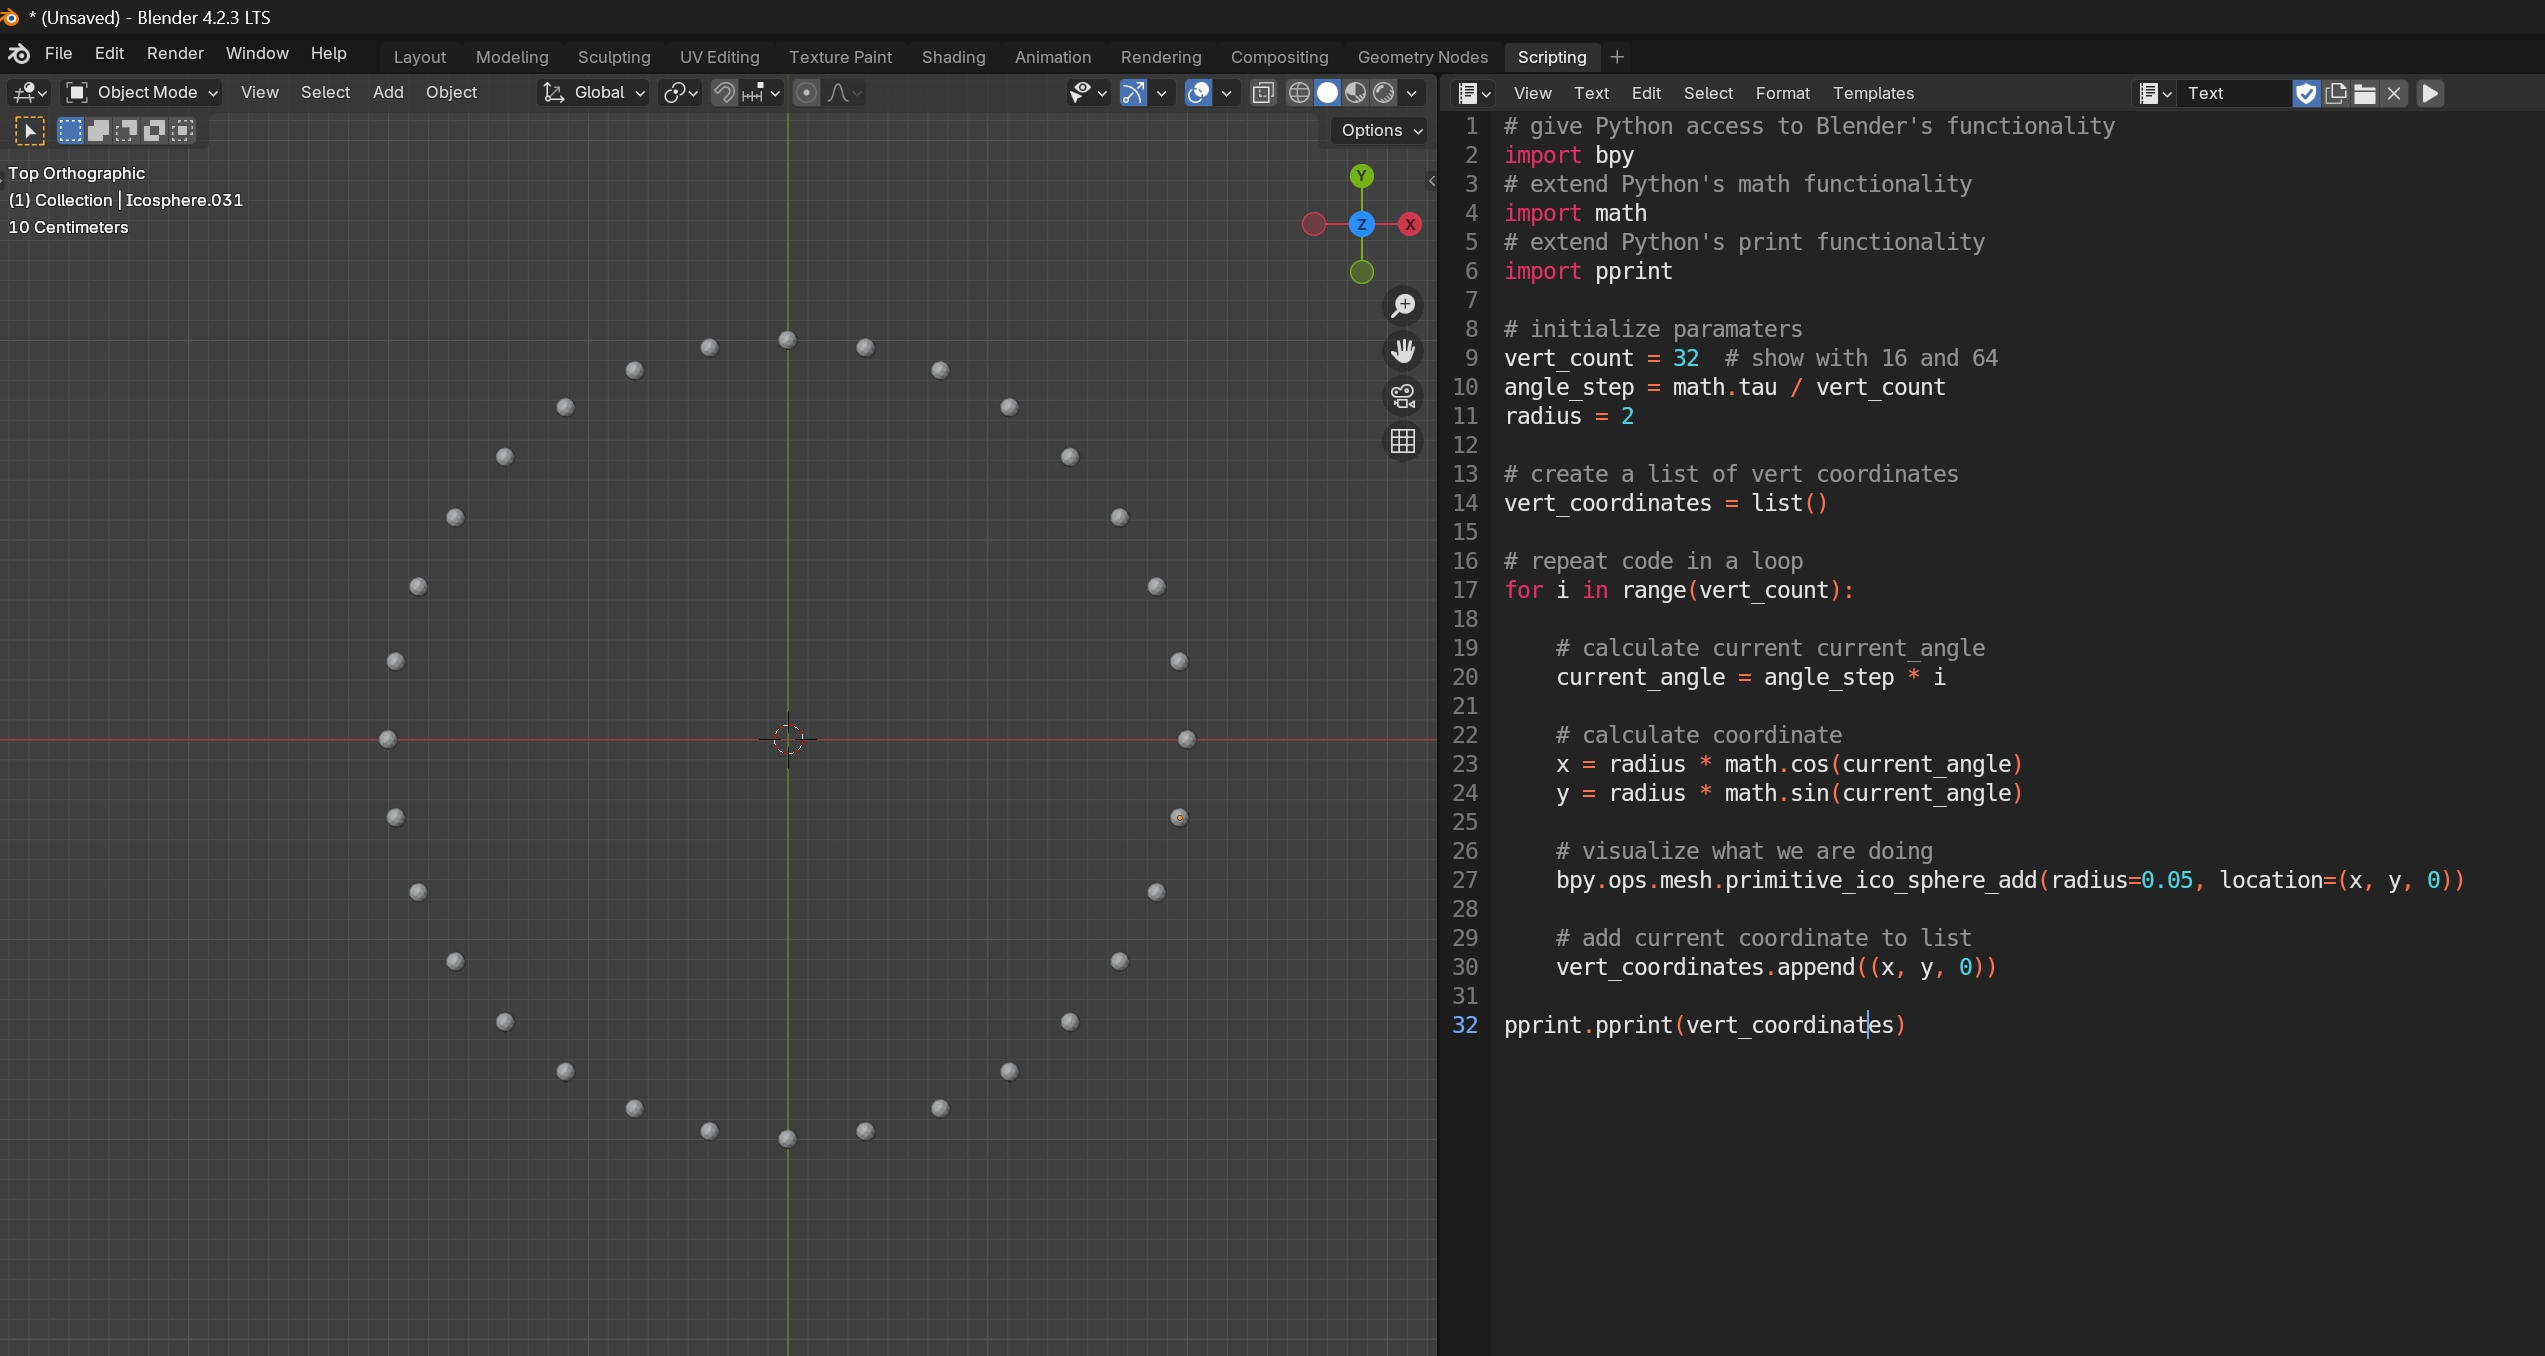 * (Unsaved) - Blender 4.2.3 LTS
File Edit Render Window Help Layout Modeling Sculpting UV Editing Texture Paint Shading Animation Rendering Compositing Geometry Nodes Scripting +
Object Mode View Select Add Object Global
View Text Edit Select Format Templates Text
Options
Top Orthographic
(1) Collection | Icosphere.031
10 Centimeters
Y
Z
X
1 # give Python access to Blender's functionality
2 import bpy
3 # extend Python's math functionality
4 import math
5 # extend Python's print functionality
6 import pprint
7
8 # initialize paramaters
9 vert_count = 32  # show with 16 and 64
10 angle_step = math.tau / vert_count
11 radius = 2
12
13 # create a list of vert coordinates
14 vert_coordinates = list()
15
16 # repeat code in a loop
17 for i in range(vert_count):
18
19     # calculate current current_angle
20     current_angle = angle_step * i
21
22     # calculate coordinate
23     x = radius * math.cos(current_angle)
24     y = radius * math.sin(current_angle)
25
26     # visualize what we are doing
27     bpy.ops.mesh.primitive_ico_sphere_add(radius=0.05, location=(x, y, 0))
28
29     # add current coordinate to list
30     vert_coordinates.append((x, y, 0))
31
32 pprint.pprint(vert_coordinates)